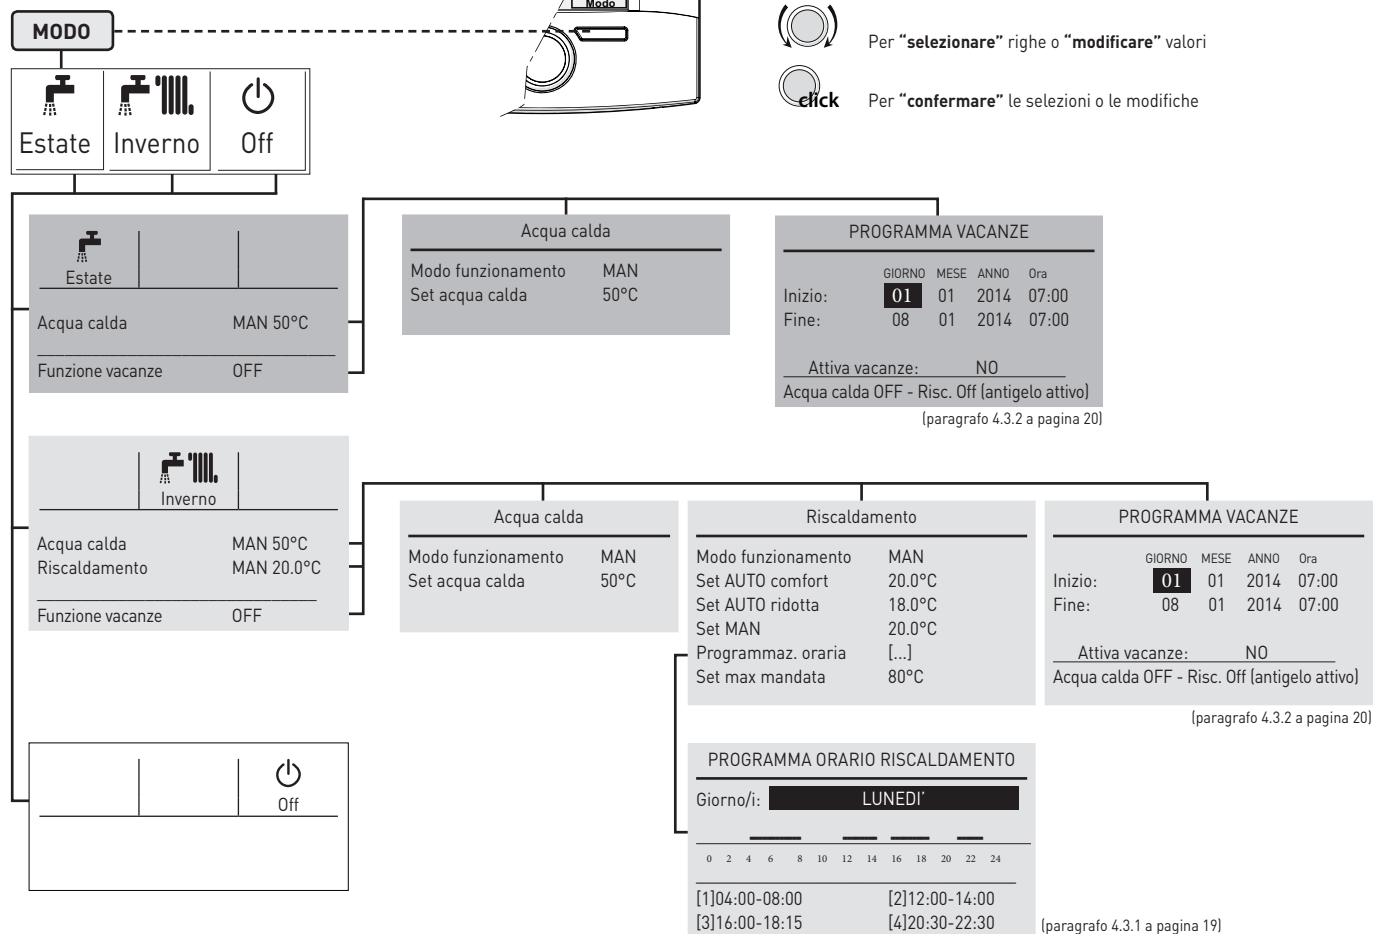 Modo
MODO
Per “selezionare” righe o “modificare” valori
click
Per “confermare” le selezioni o le modifiche
Estate
Inverno
Off
Estate
Acqua calda MAN 50°C
Funzione vacanze OFF
Acqua calda
Modo funzionamento MAN
Set acqua calda 50°C
PROGRAMMA VACANZE
GIORNO MESE ANNO Ora
Inizio: 01 01 2014 07:00
Fine: 08 01 2014 07:00
Attiva vacanze: NO
Acqua calda OFF - Risc. Off (antigelo attivo)
(paragrafo 4.3.2 a pagina 20)
Inverno
Acqua calda MAN 50°C
Riscaldamento MAN 20.0°C
Funzione vacanze OFF
Acqua calda
Modo funzionamento MAN
Set acqua calda 50°C
Riscaldamento
Modo funzionamento MAN
Set AUTO comfort 20.0°C
Set AUTO ridotta 18.0°C
Set MAN 20.0°C
Programmaz. oraria [...]
Set max mandata 80°C
PROGRAMMA VACANZE
GIORNO MESE ANNO Ora
Inizio: 01 01 2014 07:00
Fine: 08 01 2014 07:00
Attiva vacanze: NO
Acqua calda OFF - Risc. Off (antigelo attivo)
(paragrafo 4.3.2 a pagina 20)
Off
PROGRAMMA ORARIO RISCALDAMENTO
Giorno/i: LUNEDI'
0 2 4 6 8 10 12 14 16 18 20 22 24
[1]04:00-08:00 [2]12:00-14:00
[3]16:00-18:15 [4]20:30-22:30
(paragrafo 4.3.1 a pagina 19)